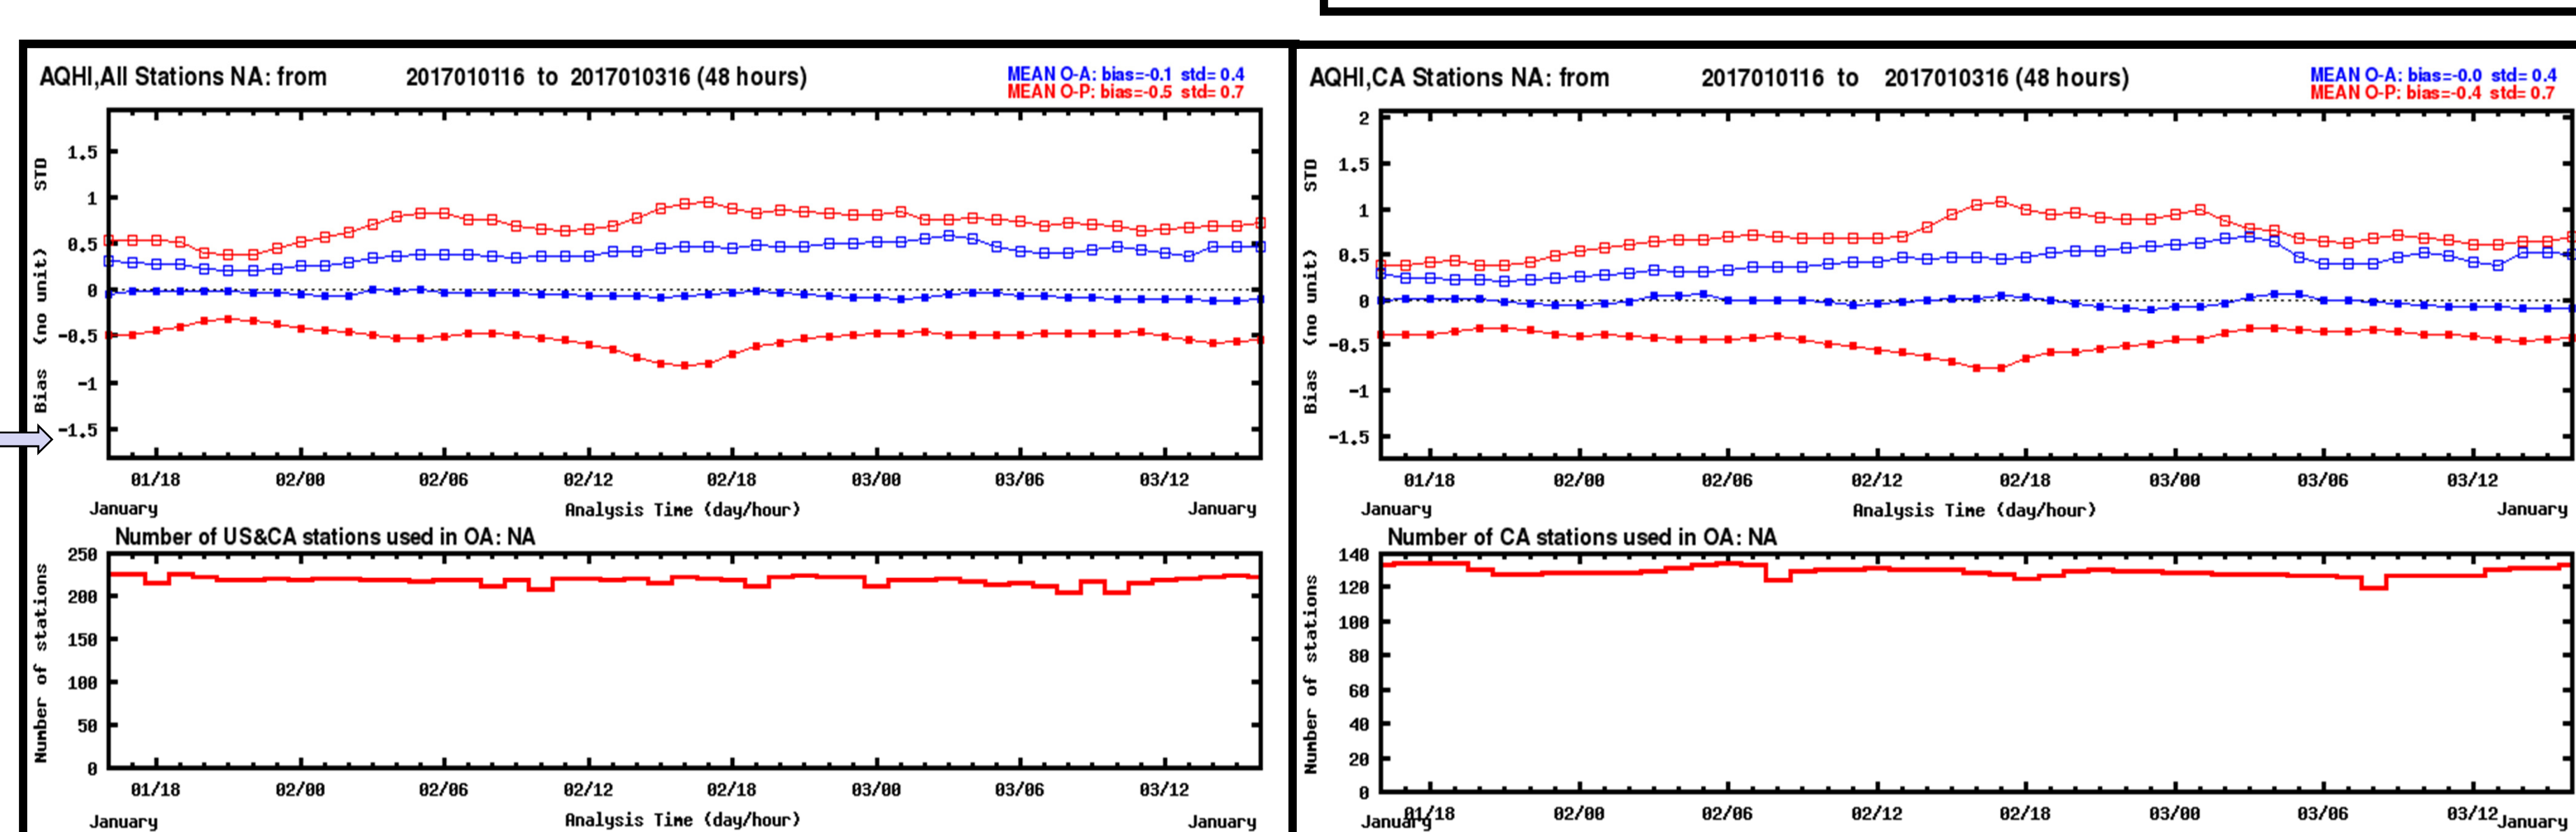 AQHI,All Stations NA: from 2017010116 to 2017010316 (48 hours)
MEAN O-A: bias=-0.1 std= 0.4
MEAN O-P: bias=-0.5 std= 0.7
Bias (no unit) STD
1.5
1
0.5
0
-0.5
-1
-1.5
01/18 02/00 02/06 02/12 02/18 03/00 03/06 03/12
January Analysis Time (day/hour) January
Number of US&CA stations used in OA: NA
Number of stations
250
200
150
100
50
0
01/18 02/00 02/06 02/12 02/18 03/00 03/06 03/12
January Analysis Time (day/hour) January
AQHI,CA Stations NA: from 2017010116 to 2017010316 (48 hours)
MEAN O-A: bias=-0.0 std= 0.4
MEAN O-P: bias=-0.4 std= 0.7
Bias (no unit) STD
2
1.5
1
0.5
0
-0.5
-1
-1.5
01/18 02/00 02/06 02/12 02/18 03/00 03/06 03/12
January Analysis Time (day/hour) January
Number of CA stations used in OA: NA
Number of stations
140
120
100
80
60
40
20
0
01/18 02/00 02/06 02/12 02/18 03/00 03/06 03/12
January January